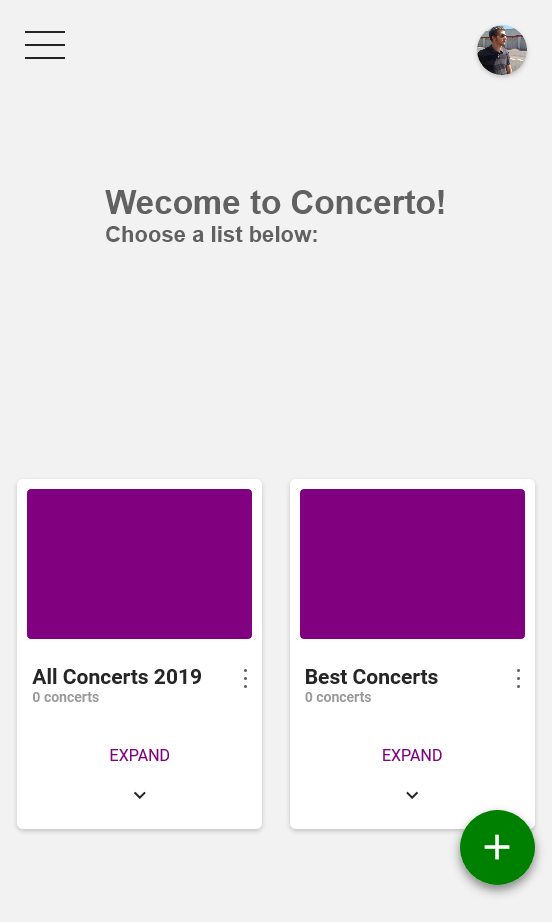 Wecome to Concerto!
Choose a list below:
All Concerts 2019
0 concerts
EXPAND
Best Concerts
0 concerts
EXPAND